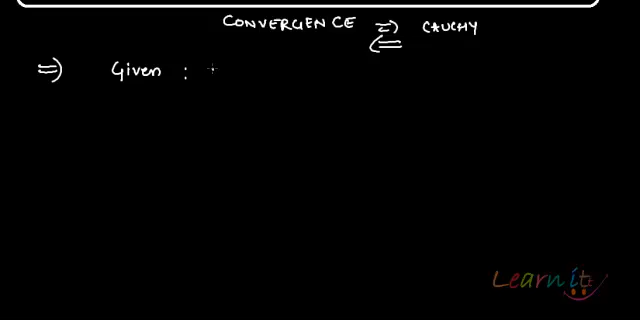 CONVERGENCE ⇒ CAUCHY
⇐
⇒ Given :
Learnit